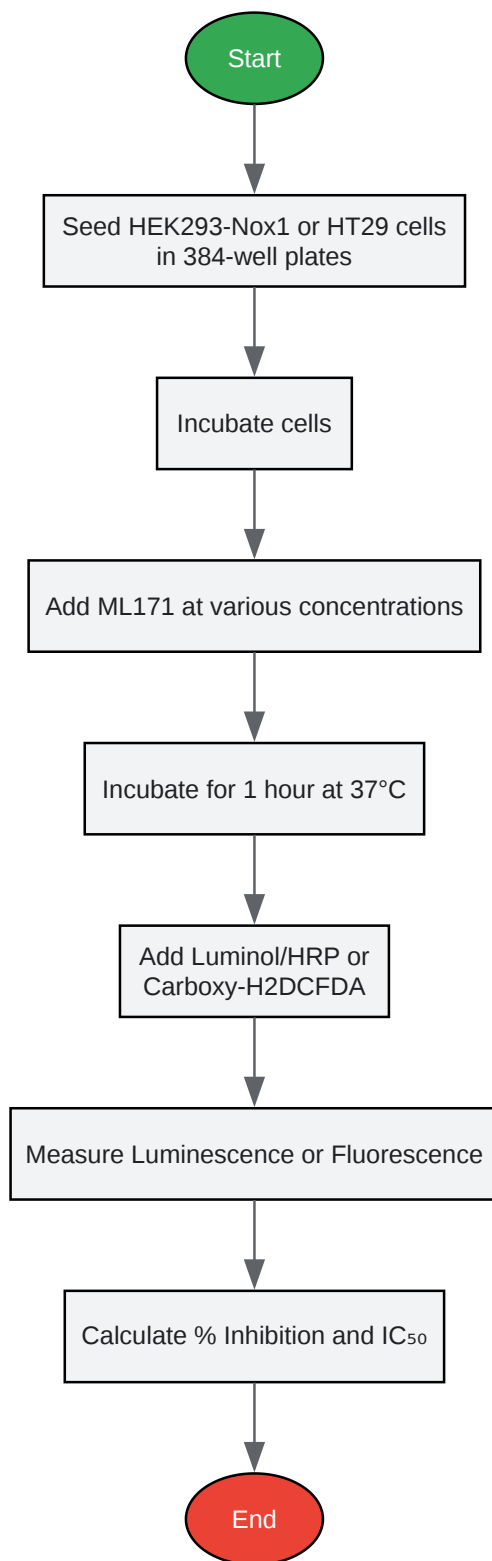 Start
Seed HEK293-Nox1 or HT29 cells
in 384-well plates
Incubate cells
Add ML171 at various concentrations
Incubate for 1 hour at 37°C
Add Luminol/HRP or
Carboxy-H2DCFDA
Measure Luminescence or Fluorescence
Calculate % Inhibition and IC₅₀
End